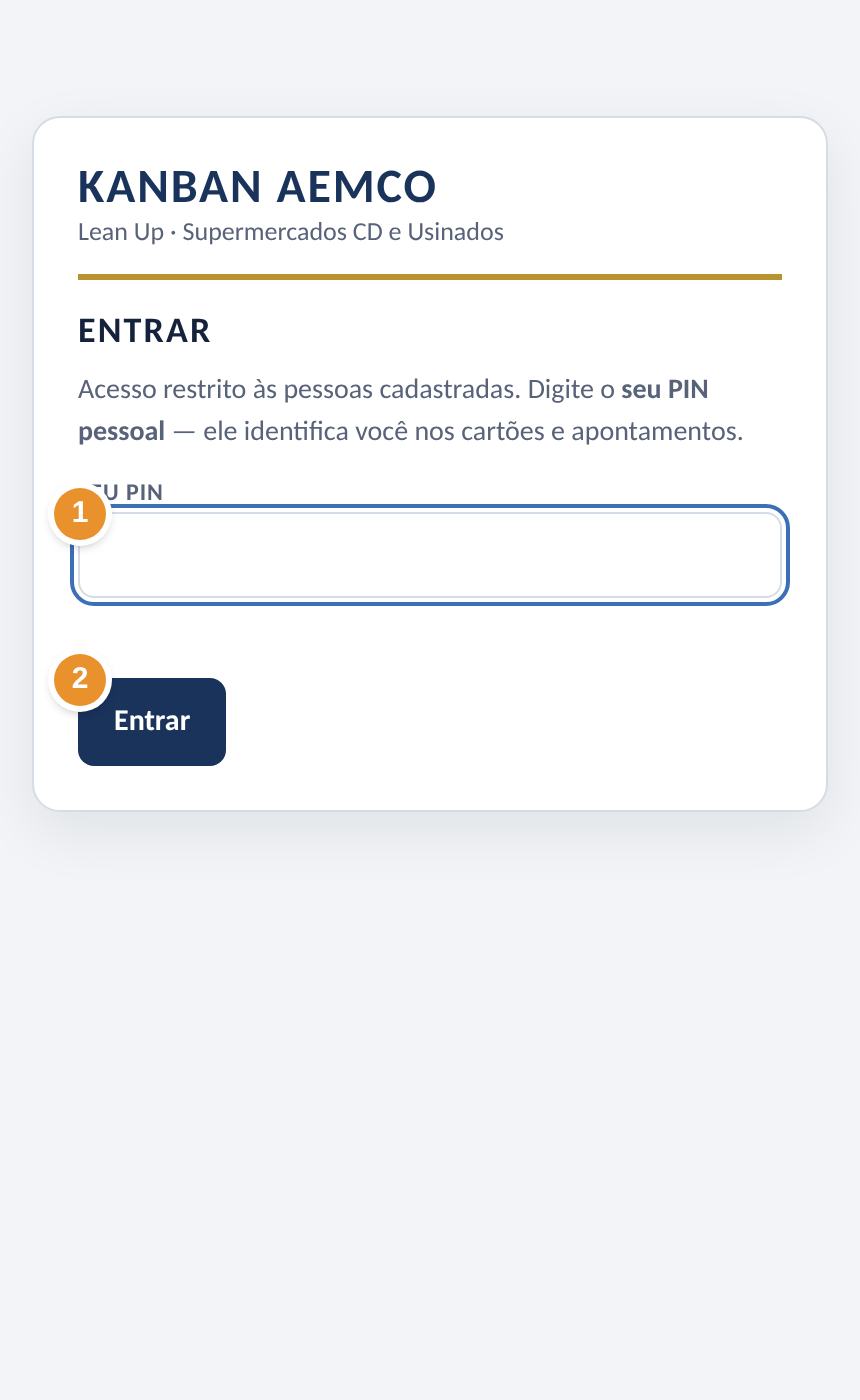 KANBAN AEMCO
Lean Up · Supermercados CD e Usinados
ENTRAR
Acesso restrito às pessoas cadastradas. Digite o seu PIN
pessoal — ele identifica você nos cartões e apontamentos.
PIN
1
2
Entrar